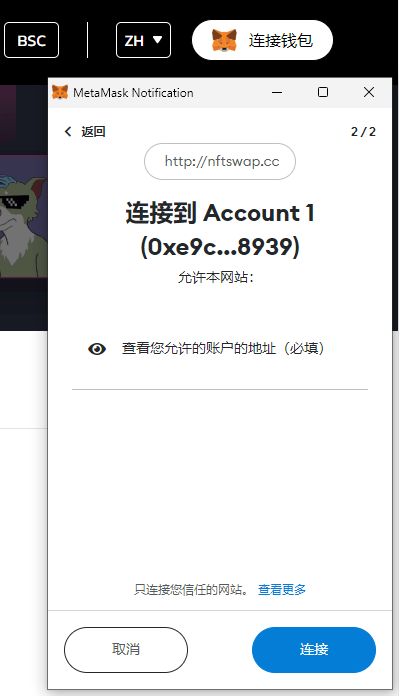 BSC
ZH
连接钱包
MetaMask Notification
返回
2 / 2
http://nftswap.cc
连接到 Account 1
(0xe9c...8939)
允许本网站：
查看您允许的账户的地址（必填）
只连接您信任的网站。 查看更多
取消
连接